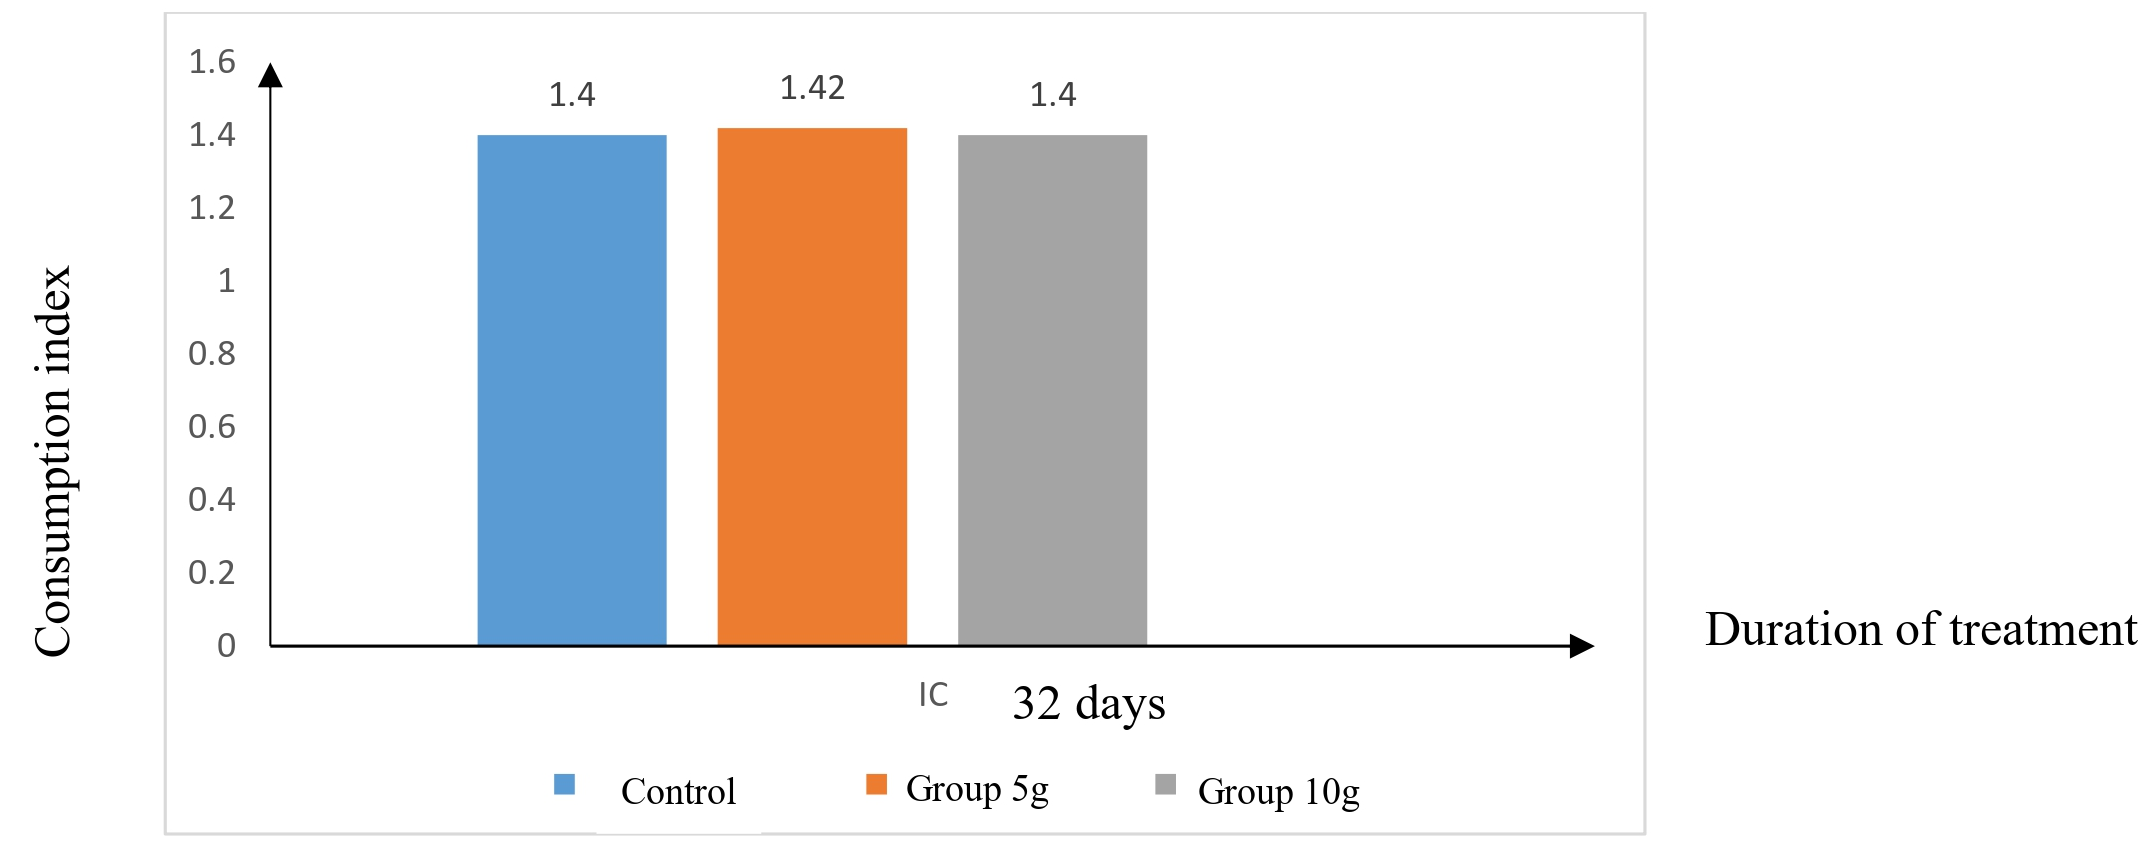 1.6
1.4
1.2
1
0.8
0.6
0.4
0.2
0
Consumption index
1.4
1.42
1.4
IC
32 days
Duration of treatment
Control
Group 5g
Group 10g